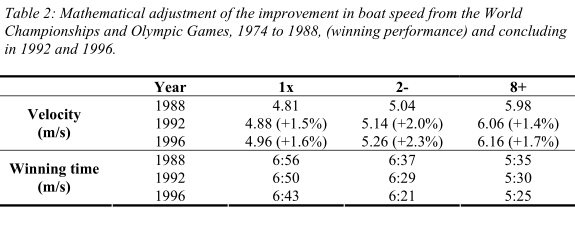 Table 2: Mathematical adjustment of the improvement in boat speed from the World
Championships and Olympic Games, 1974 to 1988, (winning performance) and concluding
in 1992 and 1996.
Year 1x 2- 8+
Velocity (m/s) 1988 4.81 5.04 5.98
1992 4.88 (+1.5%) 5.14 (+2.0%) 6.06 (+1.4%)
1996 4.96 (+1.6%) 5.26 (+2.3%) 6.16 (+1.7%)
Winning time (m/s) 1988 6:56 6:37 5:35
1992 6:50 6:29 5:30
1996 6:43 6:21 5:25